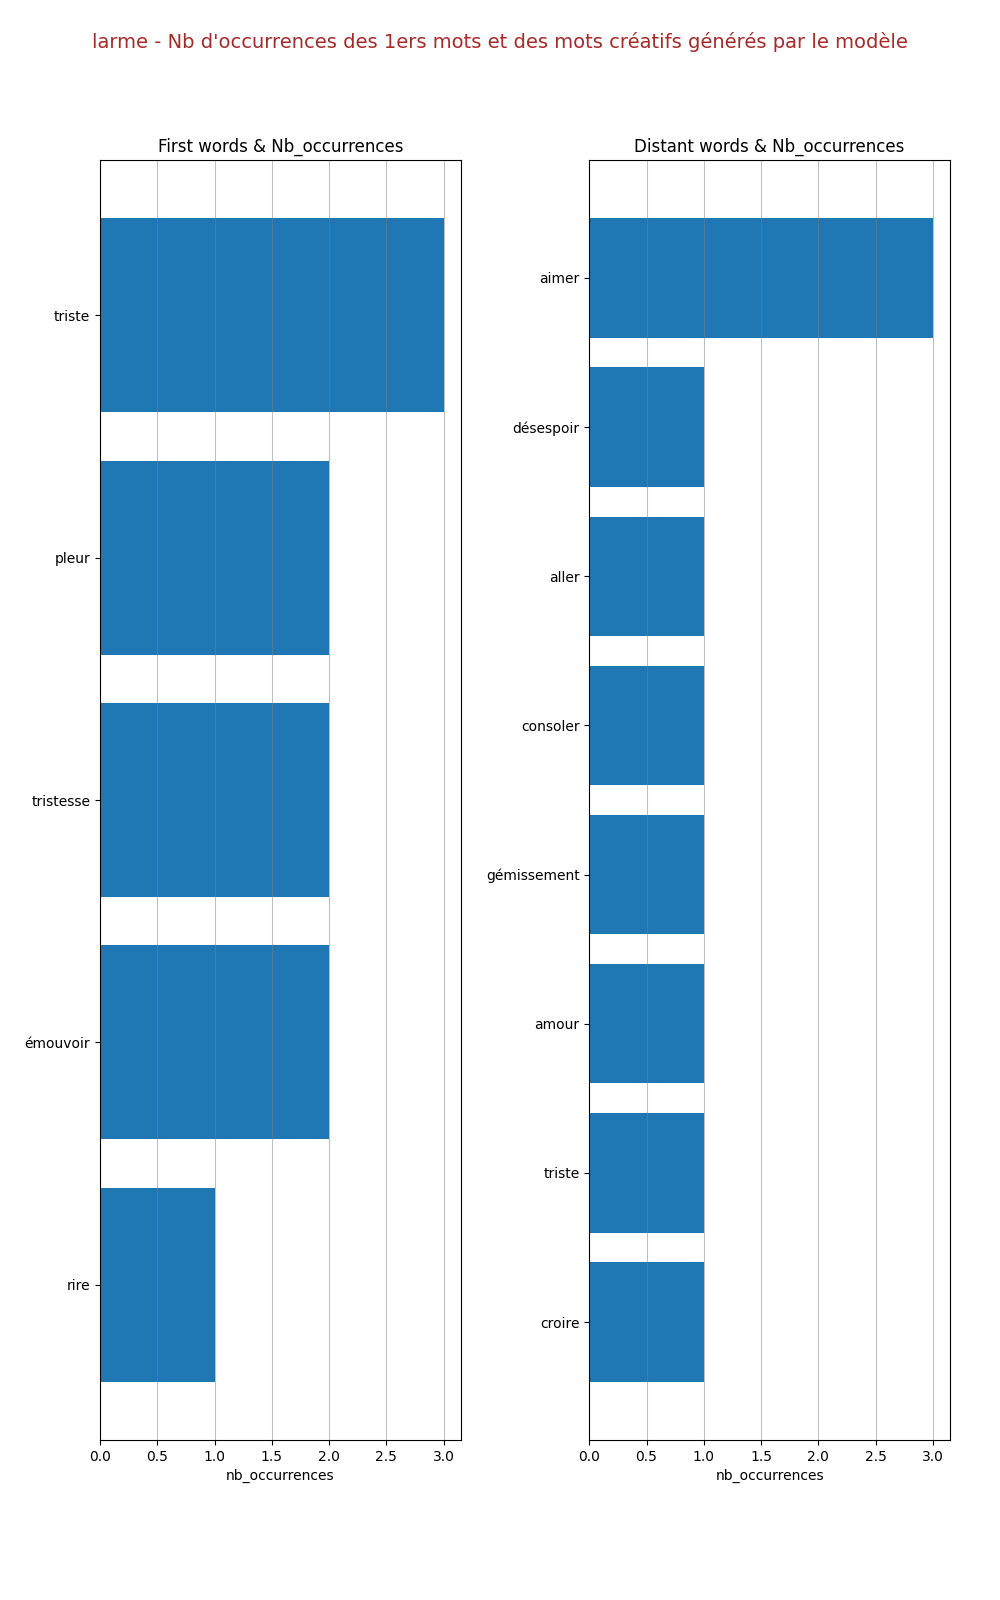 larme - Nb d'occurrences des 1ers mots et des mots créatifs générés par le modèle
First words & Nb_occurrences
triste
pleur
tristesse
émouvoir
rire
0.0 0.5 1.0 1.5 2.0 2.5 3.0
nb_occurrences
Distant words & Nb_occurrences
aimer
désespoir
aller
consoler
gémissement
amour
triste
croire
0.0 0.5 1.0 1.5 2.0 2.5 3.0
nb_occurrences